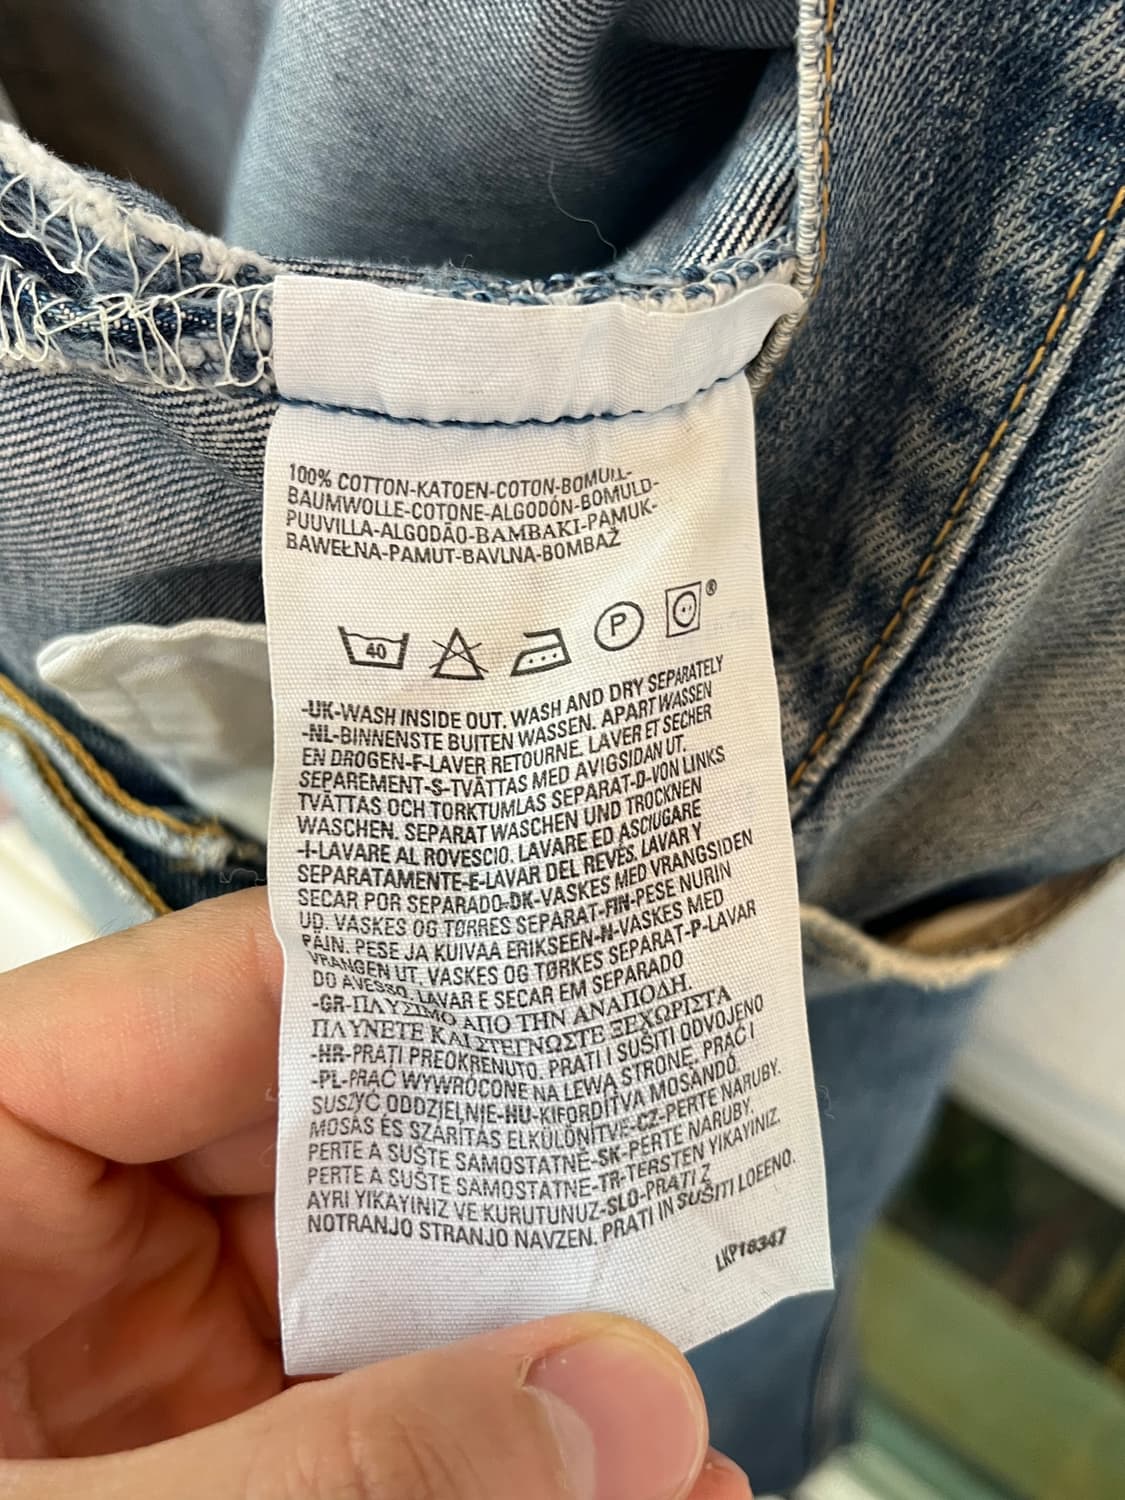 100% COTTON-KATOEN-COTON-BOMULL-
BAUMWOLLE-COTONE-ALGODÓN-BOMULD-
PUUVILLA-ALGODÃO-BAMBAKI-PAMUK-
BAWEŁNA-PAMUT-BAVLNA-BOMBAŽ
40 P ®
-UK-WASH INSIDE OUT. WASH AND DRY SEPARATELY
-NL-BINNENSTE BUITEN WASSEN. APART WASSEN
EN DROGEN-F-LAVER RETOURNE. LAVER ET SECHER
SEPAREMENT-S-TVÄTTAS MED AVIGSIDAN UT.
TVÄTTAS OCH TORKTUMLAS SEPARAT-D-VON LINKS
WASCHEN. SEPARAT WASCHEN UND TROCKNEN
-I-LAVARE AL ROVESCIO. LAVARE ED ASCIUGARE
SEPARATAMENTE-E-LAVAR DEL REVÉS. LAVAR Y
SECAR POR SEPARADO-DK-VASKES MED VRANGSIDEN
UD. VASKES OG TØRRES SEPARAT-FIN-PESE NURIN
PÄIN. PESE JA KUIVAA ERIKSEEN-N-VASKES MED
VRANGEN UT. VASKES OG TØRKES SEPARAT-P-LAVAR
DO AVESSO. LAVAR E SECAR EM SEPARADO
-GR-ΠΛΥΣΙΜΟ ΑΠΟ ΤΗΝ ΑΝΑΠΟΔΗ.
ΠΛΥΝΕΤΕ ΚΑΙ ΣΤΕΓΝΩΣΤΕ ΞΕΧΩΡΙΣΤΑ
-HR-PRATI PREOKRENUTO. PRATI I SUŠITI ODVOJENO
-PL-PRAĆ WYWRÓCONE NA LEWĄ STRONĘ. PRAĆ I
SUSZYĆ ODDZIELNIE-HU-KIFORDÍTVA MOSANDÓ.
MOSÁS ÉS SZÁRÍTÁS ELKÜLÖNÍTVE-CZ-PERTE NARUBY.
PERTE A SUŠTE SAMOSTATNĚ-SK-PERTE NARUBY.
PERTE A SUŠTE SAMOSTATNE-TR-TERSTEN YIKAYINIZ.
AYRI YIKAYINIZ VE KURUTUNUZ-SLO-PRATI Z
NOTRANJO STRANJO NAVZEN. PRATI IN SUŠITI LOEENO.
LKP18347